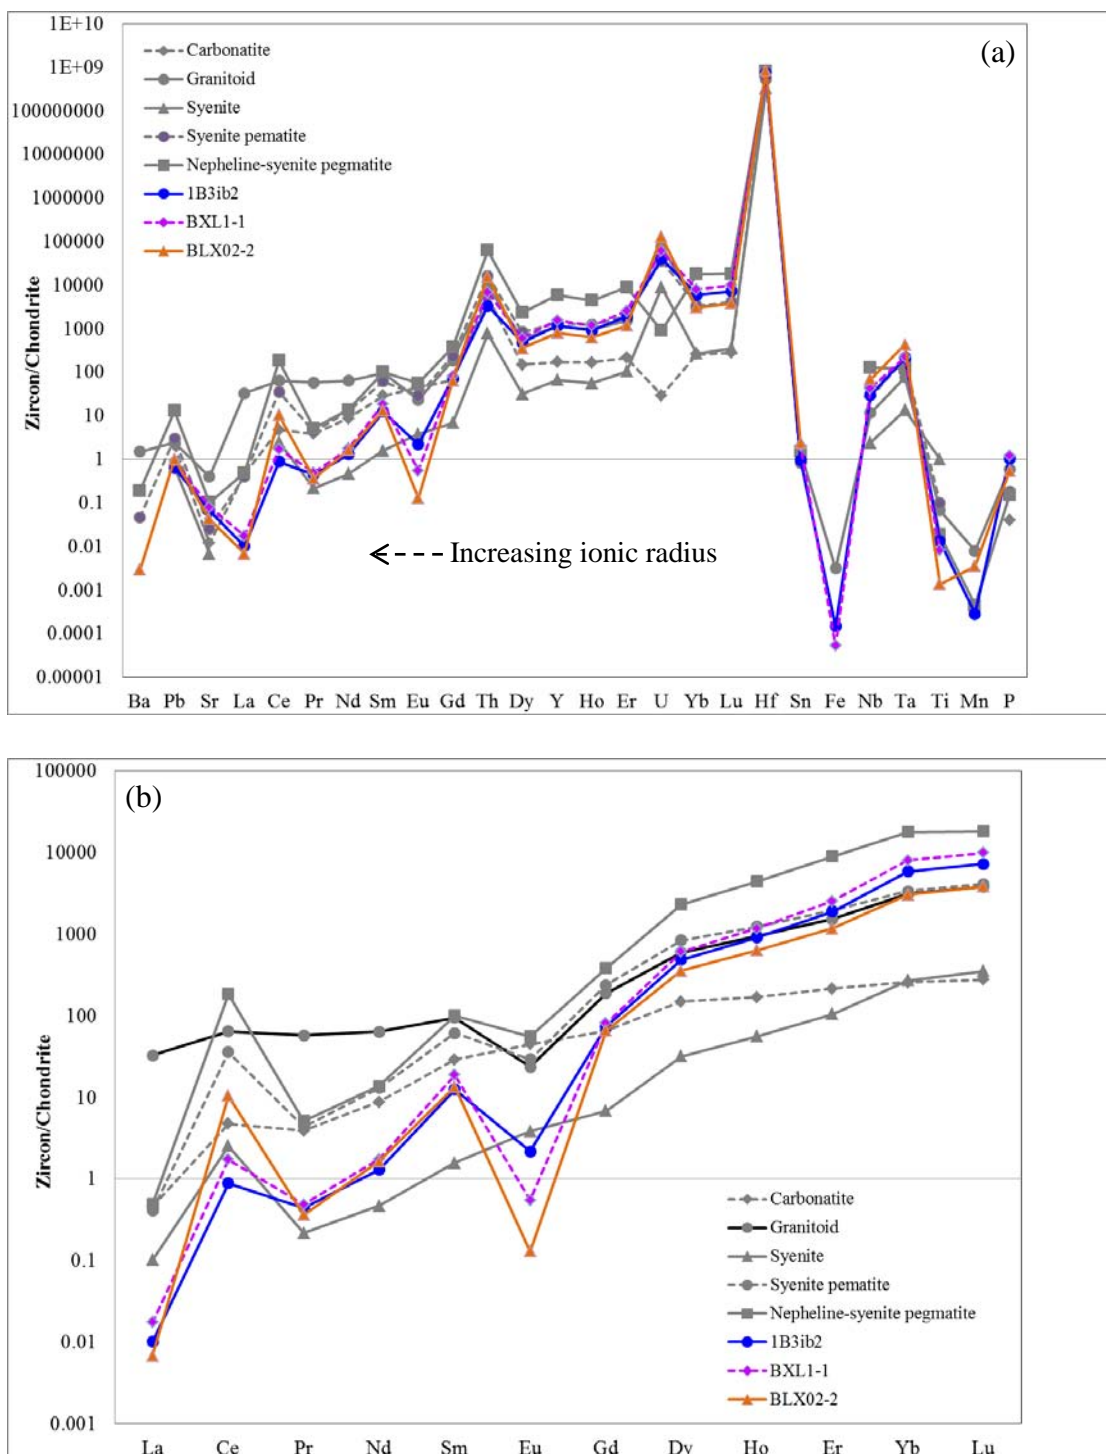 1E+10
(a)
1E+09
100000000
10000000
1000000
100000
10000
1000
100
10
1
0.1
0.01
0.001
0.0001
0.00001
Zircon/Chondrite
Carbonatite
Granitoid
Syenite
Syenite pematite
Nepheline-syenite pegmatite
1B3ib2
BXL1-1
BLX02-2
Increasing ionic radius
Ba Pb Sr La Ce Pr Nd Sm Eu Gd Th Dy Y Ho Er U Yb Lu Hf Sn Fe Nb Ta Ti Mn P
100000
(b)
10000
1000
100
10
1
0.1
0.01
0.001
Zircon/Chondrite
Carbonatite
Granitoid
Syenite
Syenite pematite
Nepheline-syenite pegmatite
1B3ib2
BXL1-1
BLX02-2
La Ce Pr Nd Sm Eu Gd Dy Ho Er Yb Lu